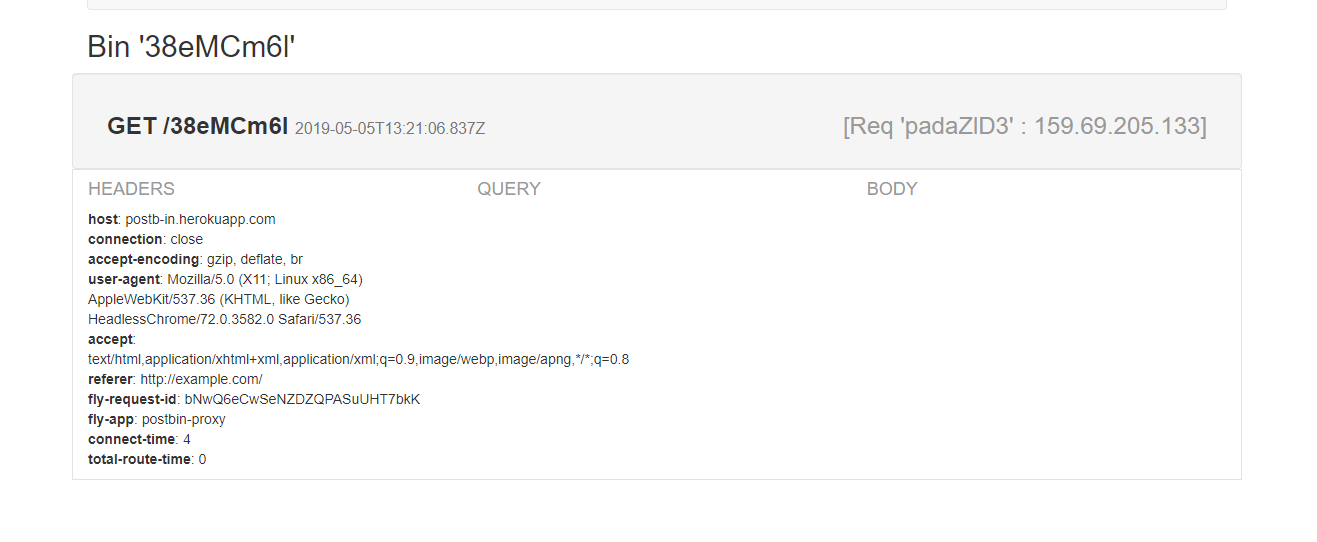 Bin '38eMCm6l'
GET /38eMCm6l 2019-05-05T13:21:06.837Z [Req 'padaZlD3' : 159.69.205.133]
HEADERS QUERY BODY
host: postb-in.herokuapp.com
connection: close
accept-encoding: gzip, deflate, br
user-agent: Mozilla/5.0 (X11; Linux x86_64)
AppleWebKit/537.36 (KHTML, like Gecko)
HeadlessChrome/72.0.3582.0 Safari/537.36
accept:
text/html,application/xhtml+xml,application/xml;q=0.9,image/webp,image/apng,*/*;q=0.8
referer: http://example.com/
fly-request-id: bNwQ6eCwSeNZDZQPASuUHT7bkK
fly-app: postbin-proxy
connect-time: 4
total-route-time: 0